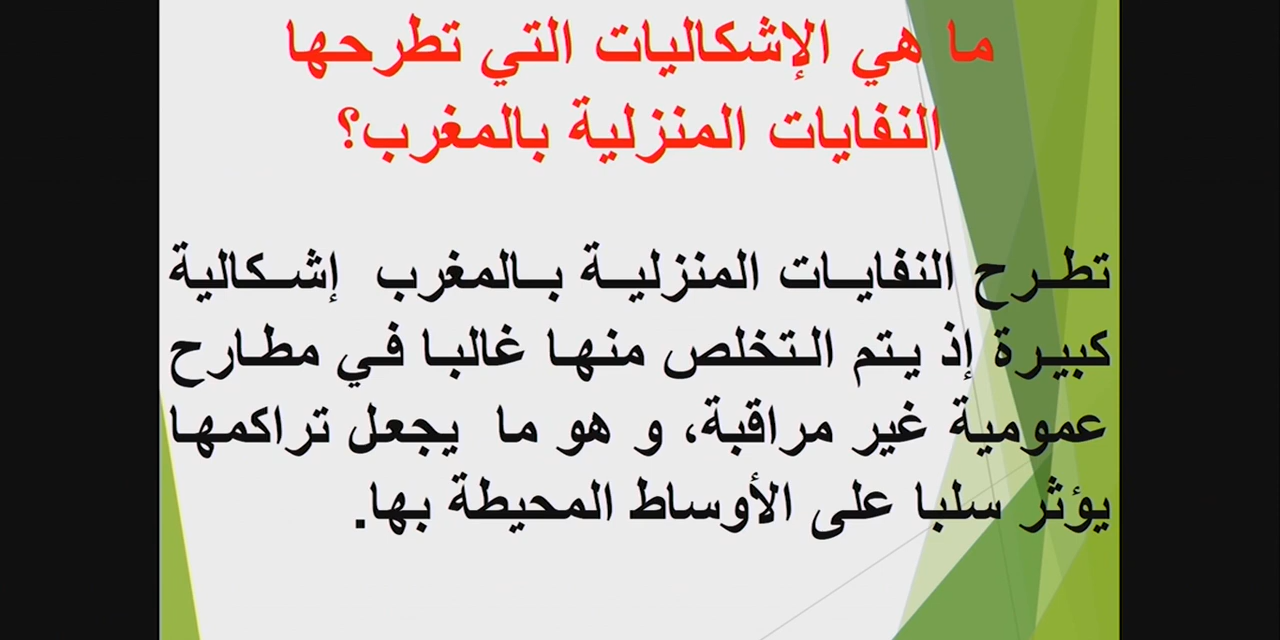 ما هي الإشكاليات التي تطرحها
النفايات المنزلية بالمغرب؟
تطرح النفايات المنزلية بالمغرب إشكالية
كبيرة إذ يتم التخلص منها غالبا في مطارح
عمومية غير مراقبة، و هو ما يجعل تراكمها
يؤثر سلبا على الأوساط المحيطة بها.